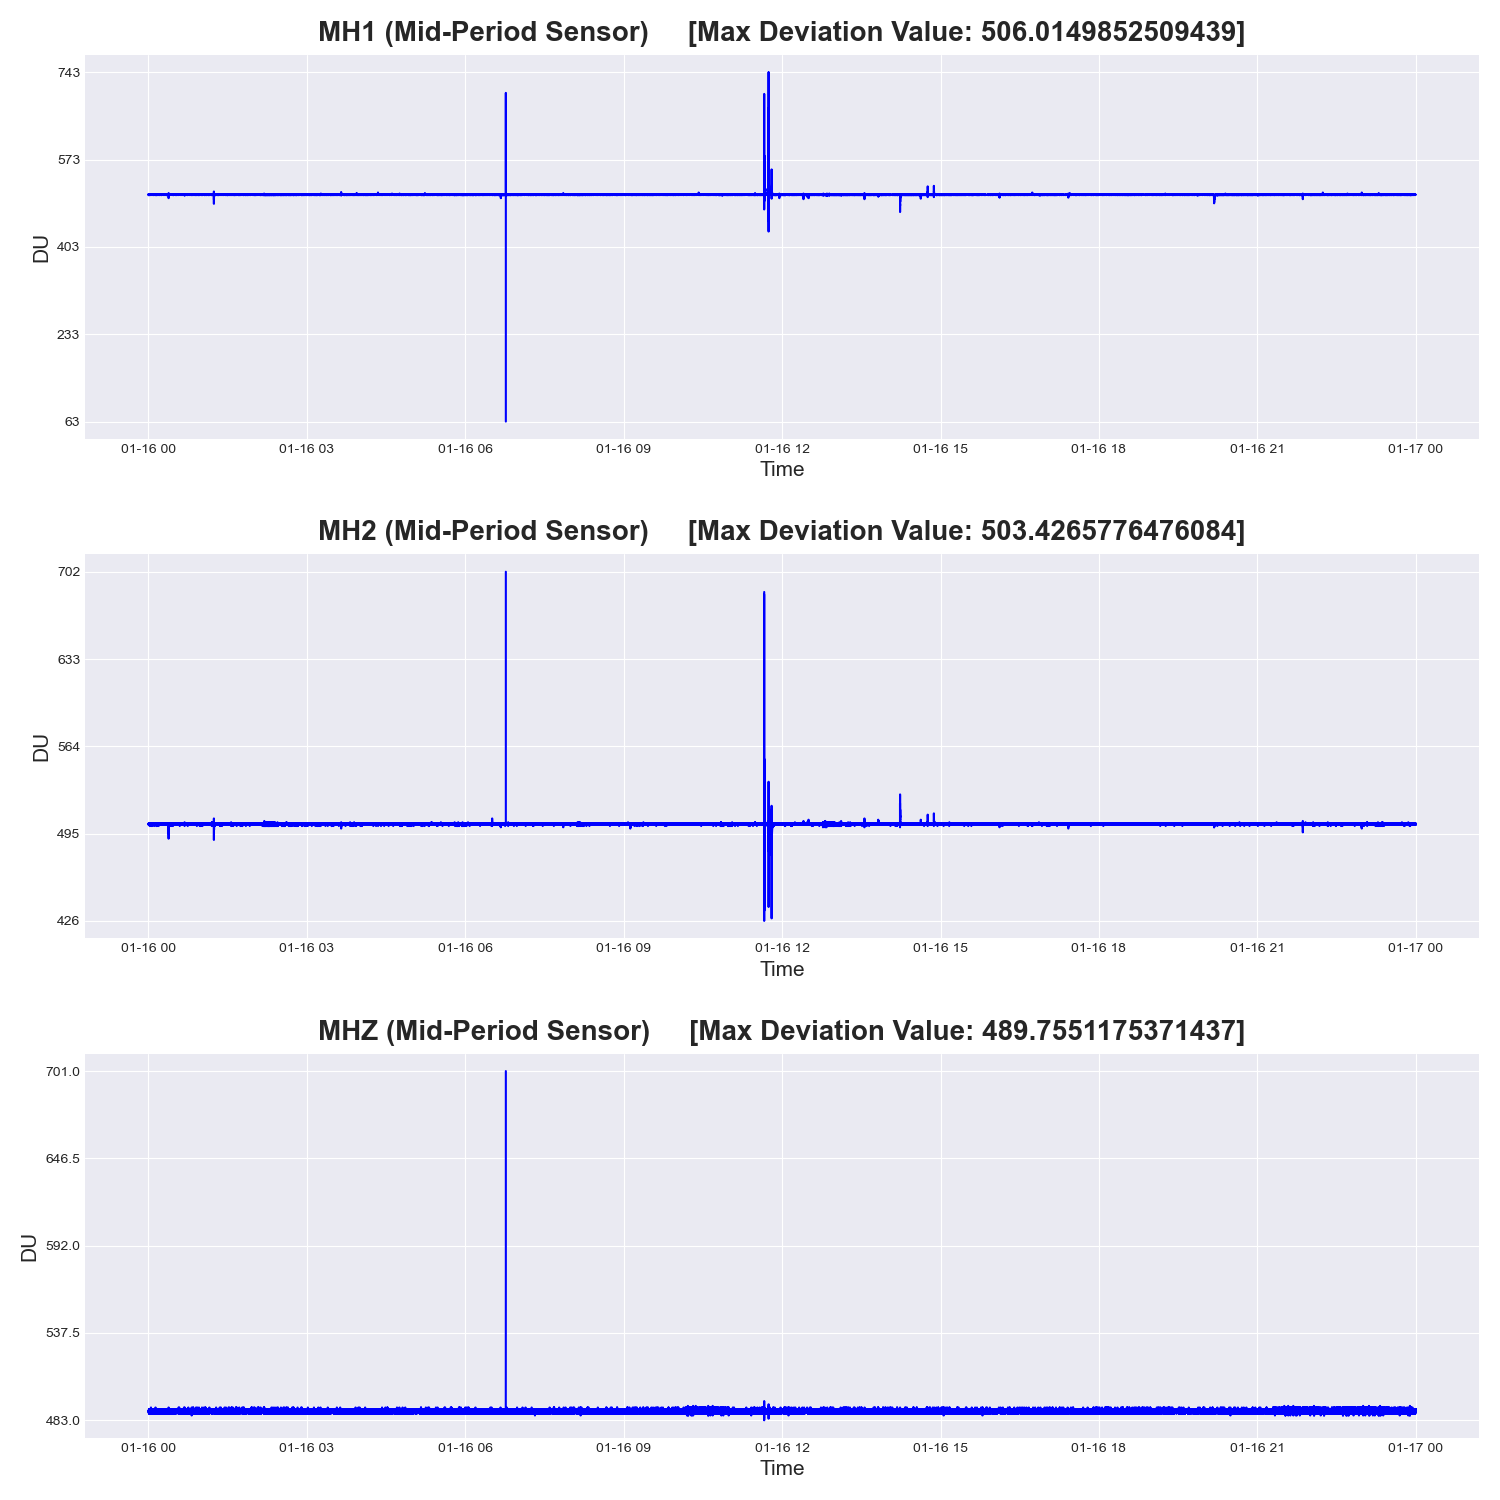 MH1 (Mid-Period Sensor) [Max Deviation Value: 506.0149852509439]
743
573
403
233
63
DU
01-16 00 01-16 03 01-16 06 01-16 09 01-16 12 01-16 15 01-16 18 01-16 21 01-17 00
Time
MH2 (Mid-Period Sensor) [Max Deviation Value: 503.4265776476084]
702
633
564
495
426
DU
01-16 00 01-16 03 01-16 06 01-16 09 01-16 12 01-16 15 01-16 18 01-16 21 01-17 00
Time
MHZ (Mid-Period Sensor) [Max Deviation Value: 489.7551175371437]
701.0
646.5
592.0
537.5
483.0
DU
01-16 00 01-16 03 01-16 06 01-16 09 01-16 12 01-16 15 01-16 18 01-16 21 01-17 00
Time